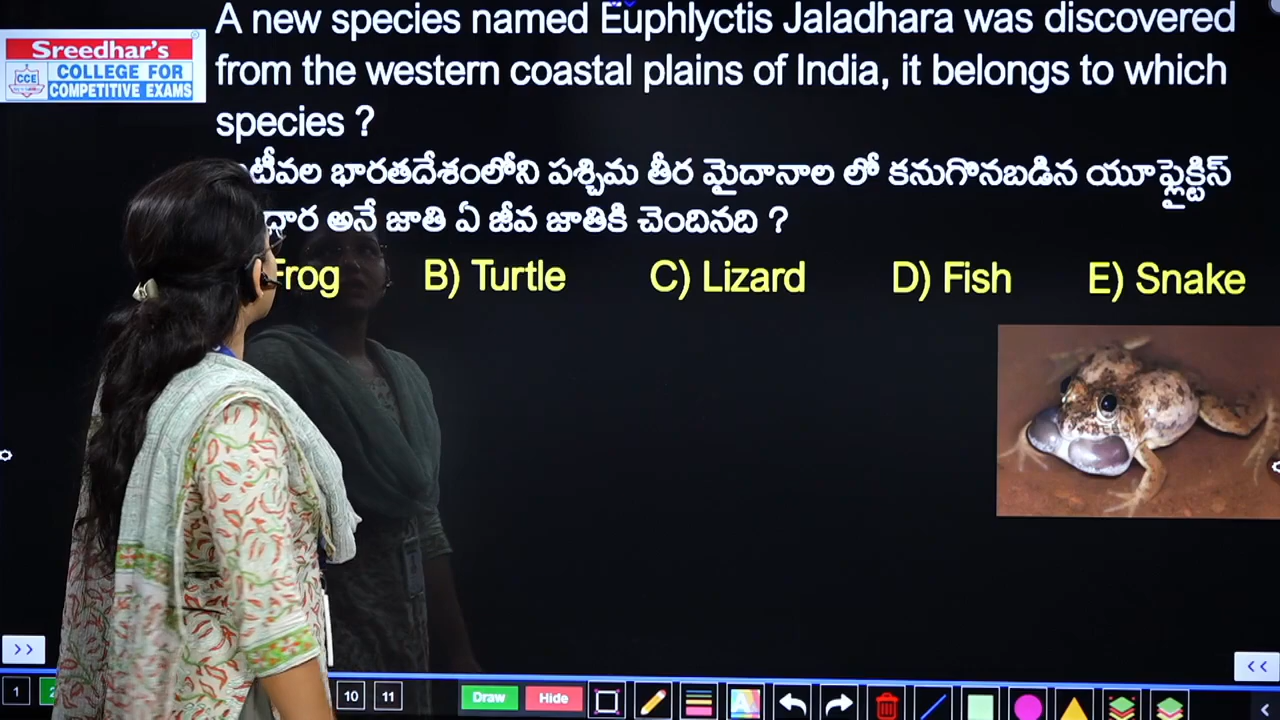 A new species named Euphlyctis Jaladhara was discovered
Sreedhar's
CCE
COLLEGE FOR
COMPETITIVE EXAMS
from the western coastal plains of India, it belongs to which
species ?
భారతదేశంలోని పశ్చిమ తీర మైదానాల లో కనుగొనబడిన యూఫ్లైక్టిస్
అనే జాతి ఏ జీవ జాతికి చెందినది ?
Frog B) Turtle C) Lizard D) Fish E) Snake
>> <<
1 10 11 Draw Hide